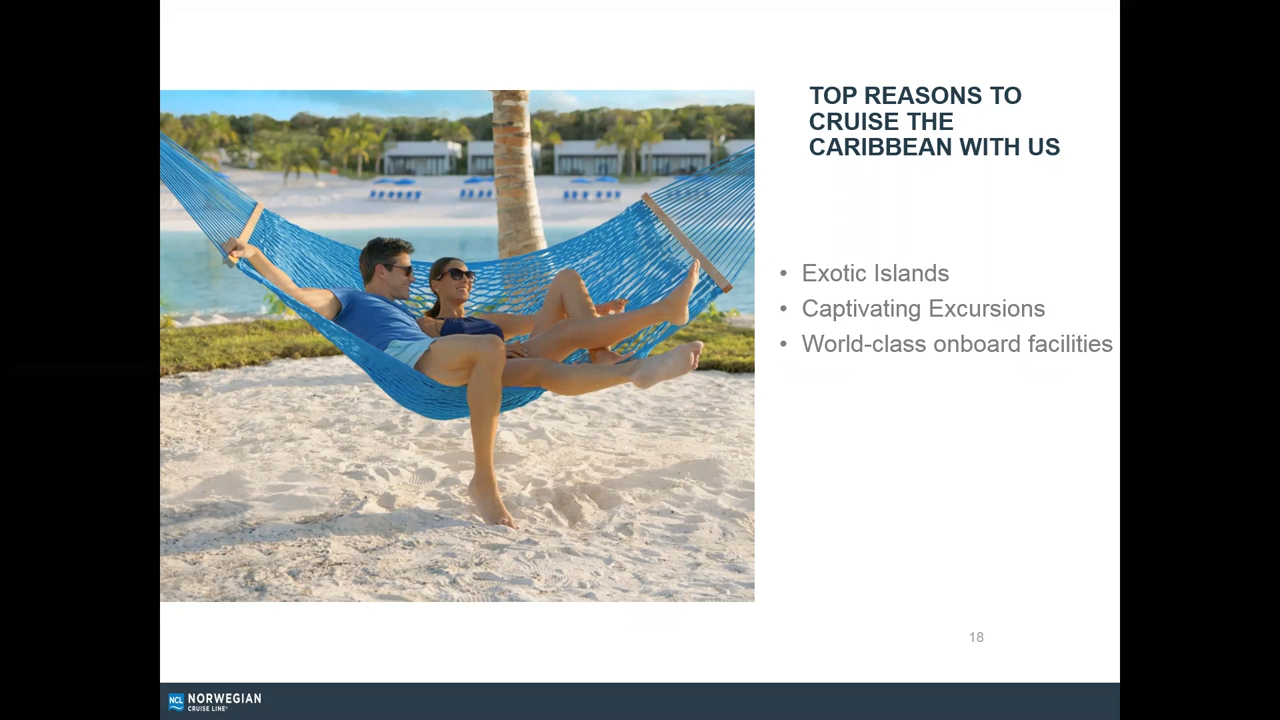 TOP REASONS TO
CRUISE THE
CARIBBEAN WITH US
• Exotic Islands
• Captivating Excursions
• World-class onboard facilities
18
NCL NORWEGIAN
CRUISE LINE®